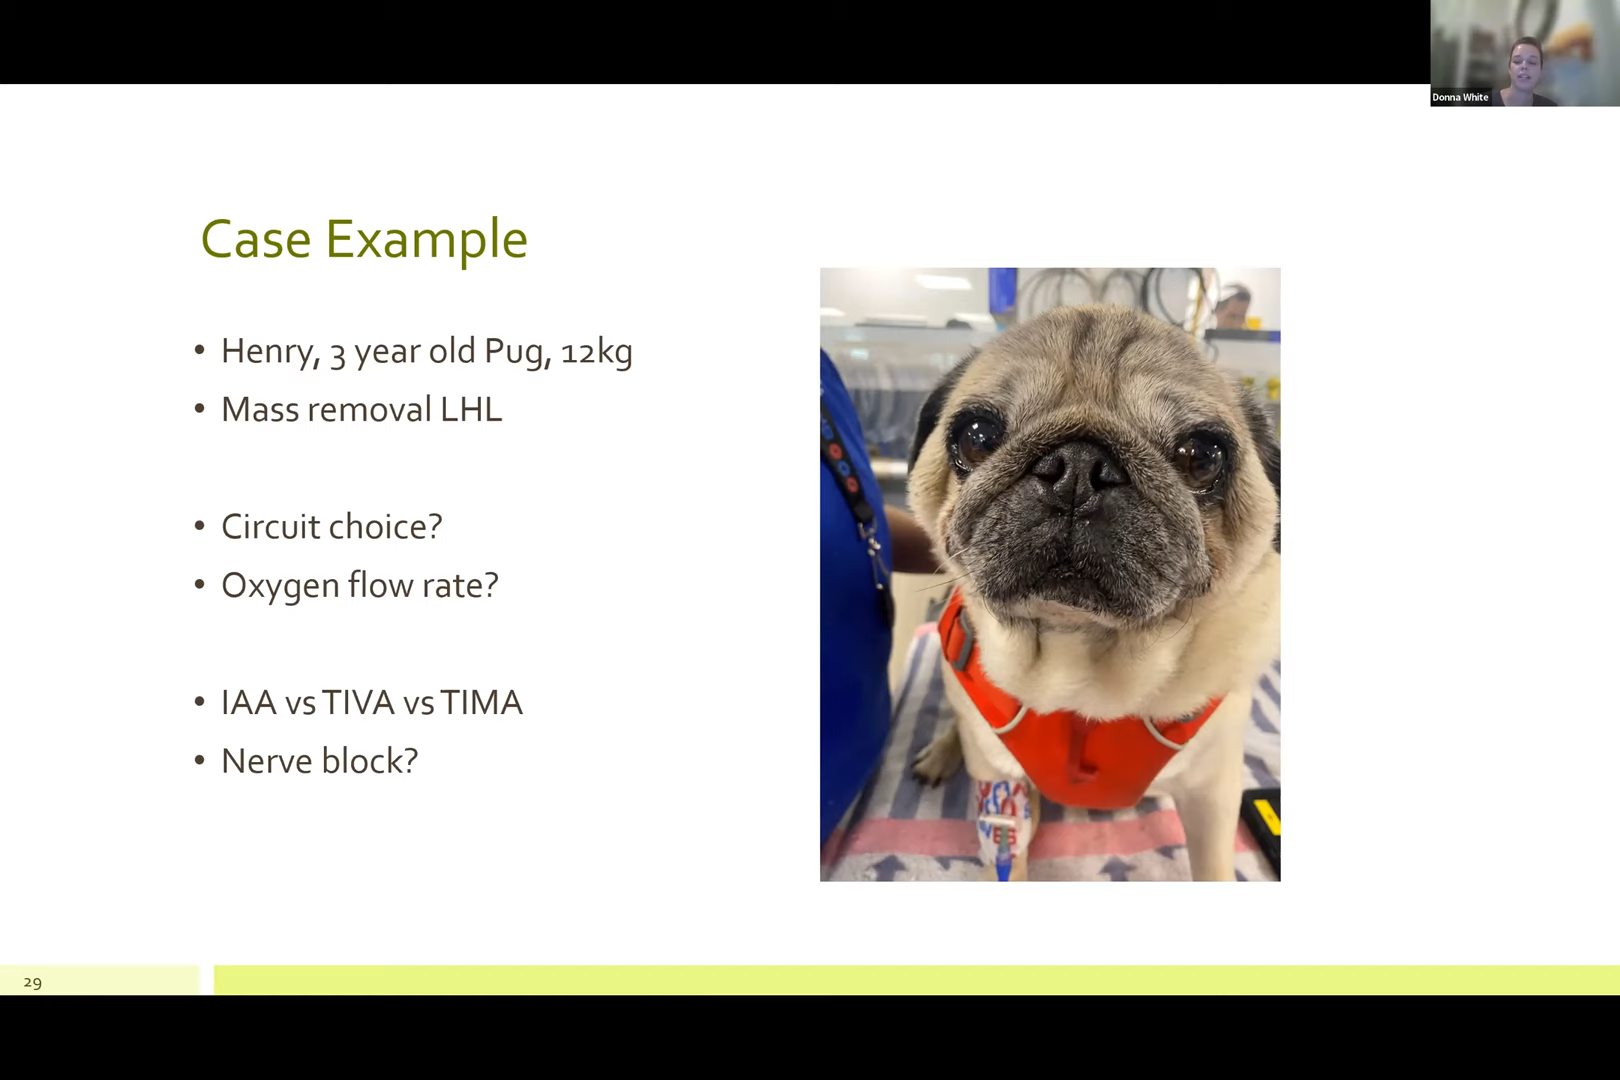 Donna White
Case Example
• Henry, 3 year old Pug, 12kg
• Mass removal LHL
• Circuit choice?
• Oxygen flow rate?
• IAA vs TIVA vs TIMA
• Nerve block?
29